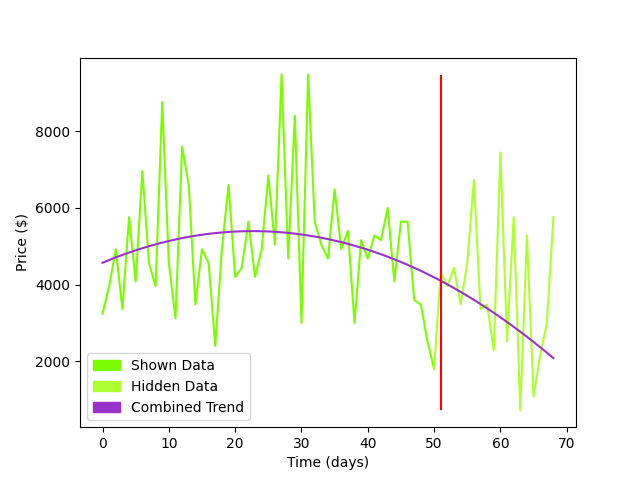 8000
6000
4000
2000
Price ($)
0 10 20 30 40 50 60 70
Time (days)
Shown Data
Hidden Data
Combined Trend